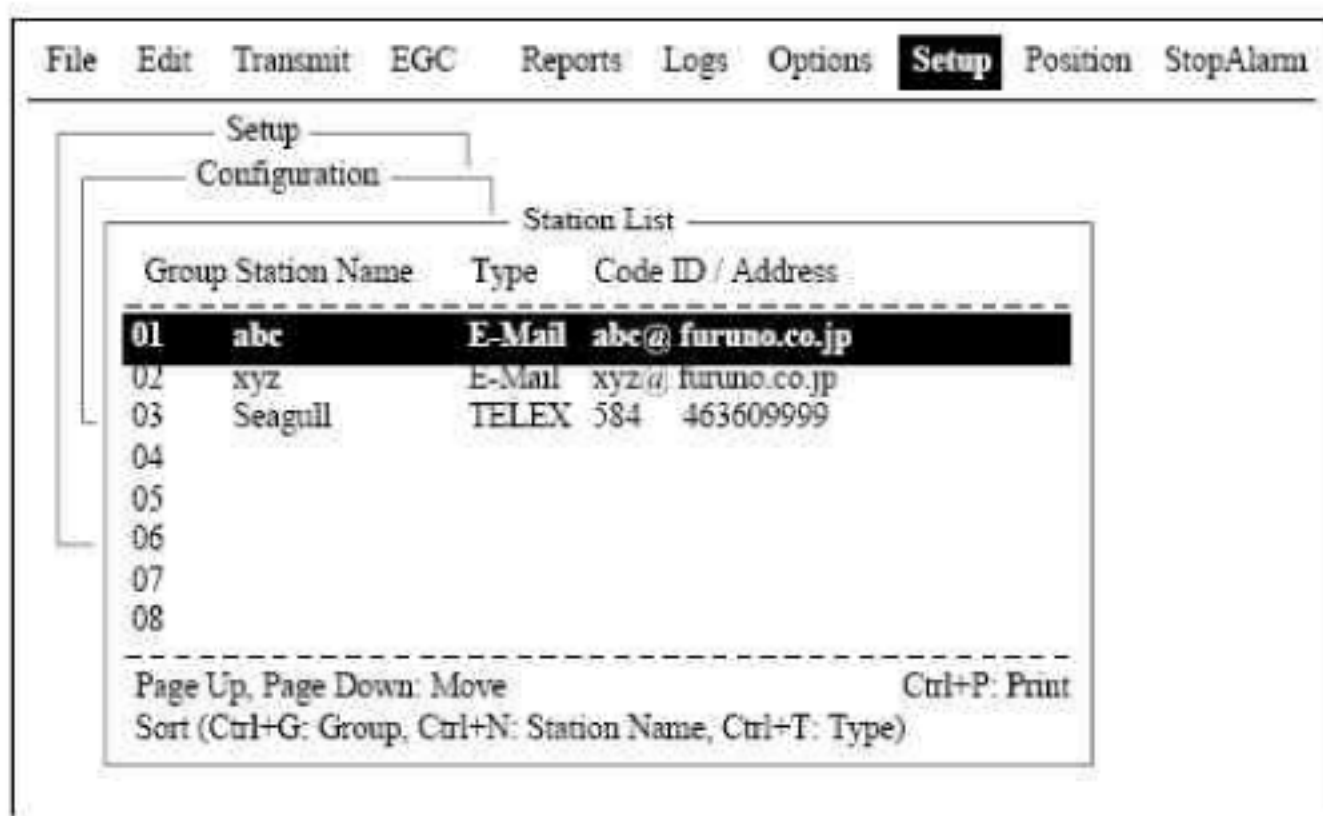 File Edit Transmit EGC Reports Logs Options Setup Position StopAlarm
Setup
Configuration
Station List
Group Station Name Type Code ID / Address
01 abc E-Mail abc@ furuno.co.jp
02 xyz E-Mail xyz@ furuno.co.jp
03 Seagull TELEX 584 463609999
04
05
06
07
08
Page Up, Page Down: Move Ctrl+P: Print
Sort (Ctrl+G: Group, Ctrl+N: Station Name, Ctrl+T: Type)